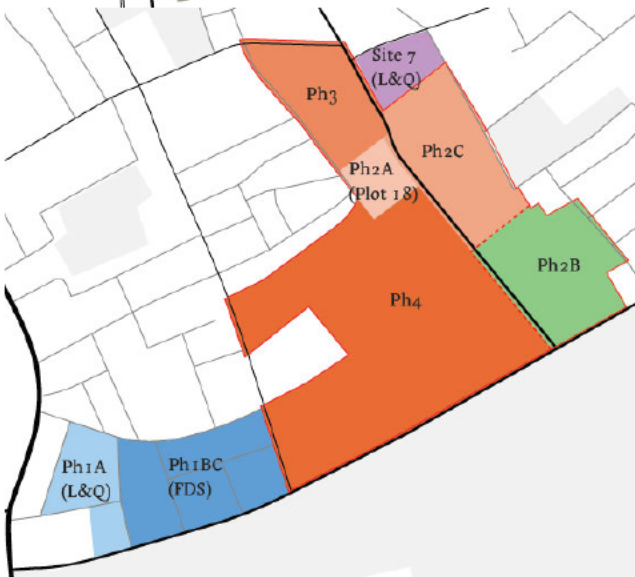 Site 7
(L&Q)
Ph3
Ph2C
Ph2A
(Plot 18)
Ph2B
Ph4
Ph1A
(L&Q)
Ph1BC
(FDS)